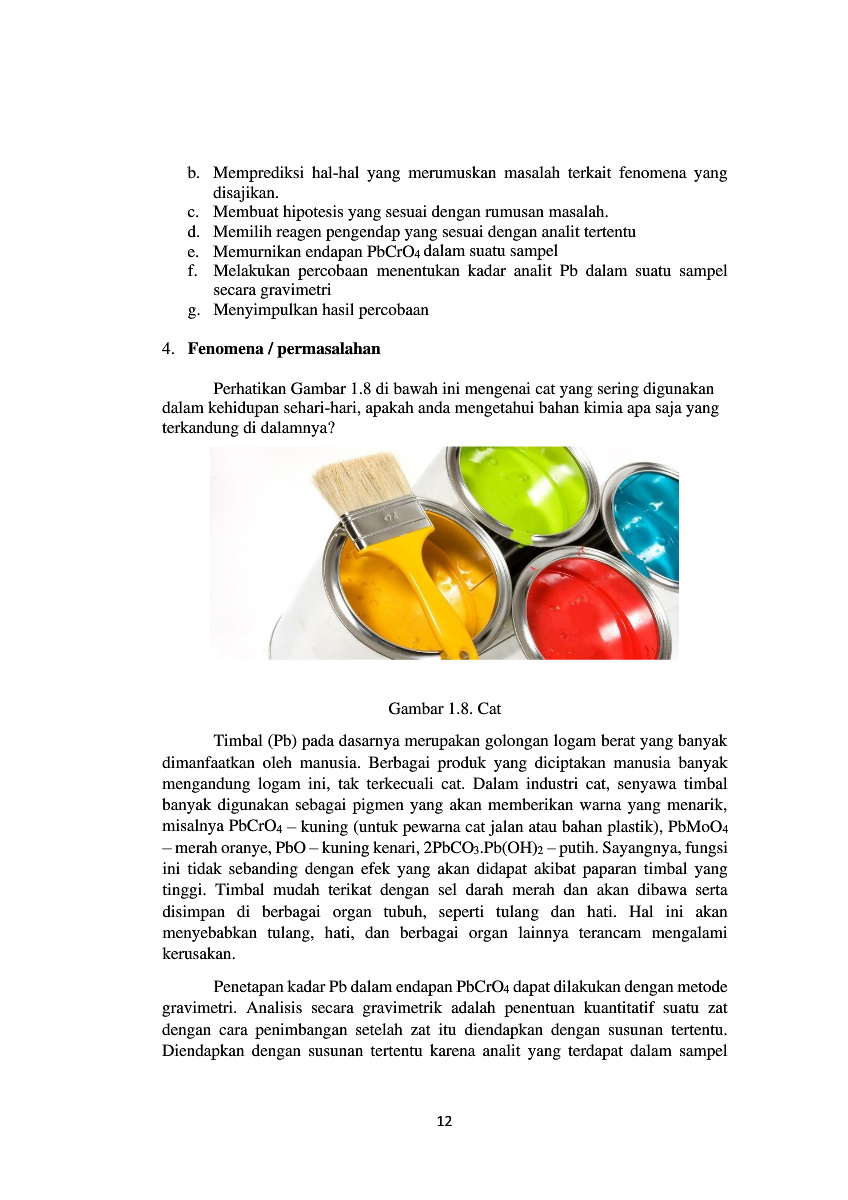 b. Memprediksi hal-hal yang merumuskan masalah terkait fenomena yang
disajikan.
c. Membuat hipotesis yang sesuai dengan rumusan masalah.
d. Memilih reagen pengendap yang sesuai dengan analit tertentu
e. Memurnikan endapan PbCrO4 dalam suatu sampel
f. Melakukan percobaan menentukan kadar analit Pb dalam suatu sampel
secara gravimetri
g. Menyimpulkan hasil percobaan
4. Fenomena / permasalahan
Perhatikan Gambar 1.8 di bawah ini mengenai cat yang sering digunakan
dalam kehidupan sehari-hari, apakah anda mengetahui bahan kimia apa saja yang
terkandung di dalamnya?
Gambar 1.8. Cat
Timbal (Pb) pada dasarnya merupakan golongan logam berat yang banyak
dimanfaatkan oleh manusia. Berbagai produk yang diciptakan manusia banyak
mengandung logam ini, tak terkecuali cat. Dalam industri cat, senyawa timbal
banyak digunakan sebagai pigmen yang akan memberikan warna yang menarik,
misalnya PbCrO4 – kuning (untuk pewarna cat jalan atau bahan plastik), PbMoO4
– merah oranye, PbO – kuning kenari, 2PbCO3.Pb(OH)2 – putih. Sayangnya, fungsi
ini tidak sebanding dengan efek yang akan didapat akibat paparan timbal yang
tinggi. Timbal mudah terikat dengan sel darah merah dan akan dibawa serta
disimpan di berbagai organ tubuh, seperti tulang dan hati. Hal ini akan
menyebabkan tulang, hati, dan berbagai organ lainnya terancam mengalami
kerusakan.
Penetapan kadar Pb dalam endapan PbCrO4 dapat dilakukan dengan metode
gravimetri. Analisis secara gravimetrik adalah penentuan kuantitatif suatu zat
dengan cara penimbangan setelah zat itu diendapkan dengan susunan tertentu.
Diendapkan dengan susunan tertentu karena analit yang terdapat dalam sampel
12